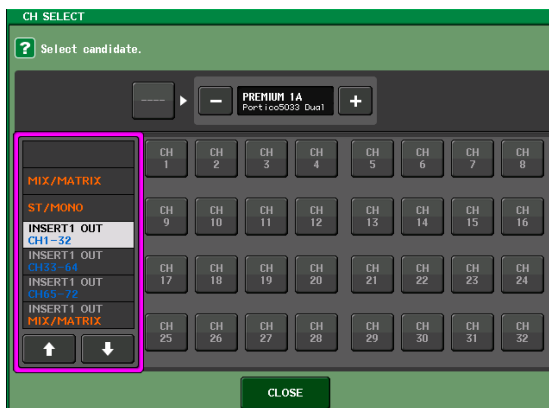 CH SELECT
? Select candidate.
----
PREMIUM 1A
Portico5033 Dual
MIX/MATRIX
ST/MONO
INSERT1 OUT
CH1-32
INSERT1 OUT
CH33-64
INSERT1 OUT
CH65-72
INSERT1 OUT
MIX/MATRIX
CH 1
CH 2
CH 3
CH 4
CH 5
CH 6
CH 7
CH 8
CH 9
CH 10
CH 11
CH 12
CH 13
CH 14
CH 15
CH 16
CH 17
CH 18
CH 19
CH 20
CH 21
CH 22
CH 23
CH 24
CH 25
CH 26
CH 27
CH 28
CH 29
CH 30
CH 31
CH 32
CLOSE